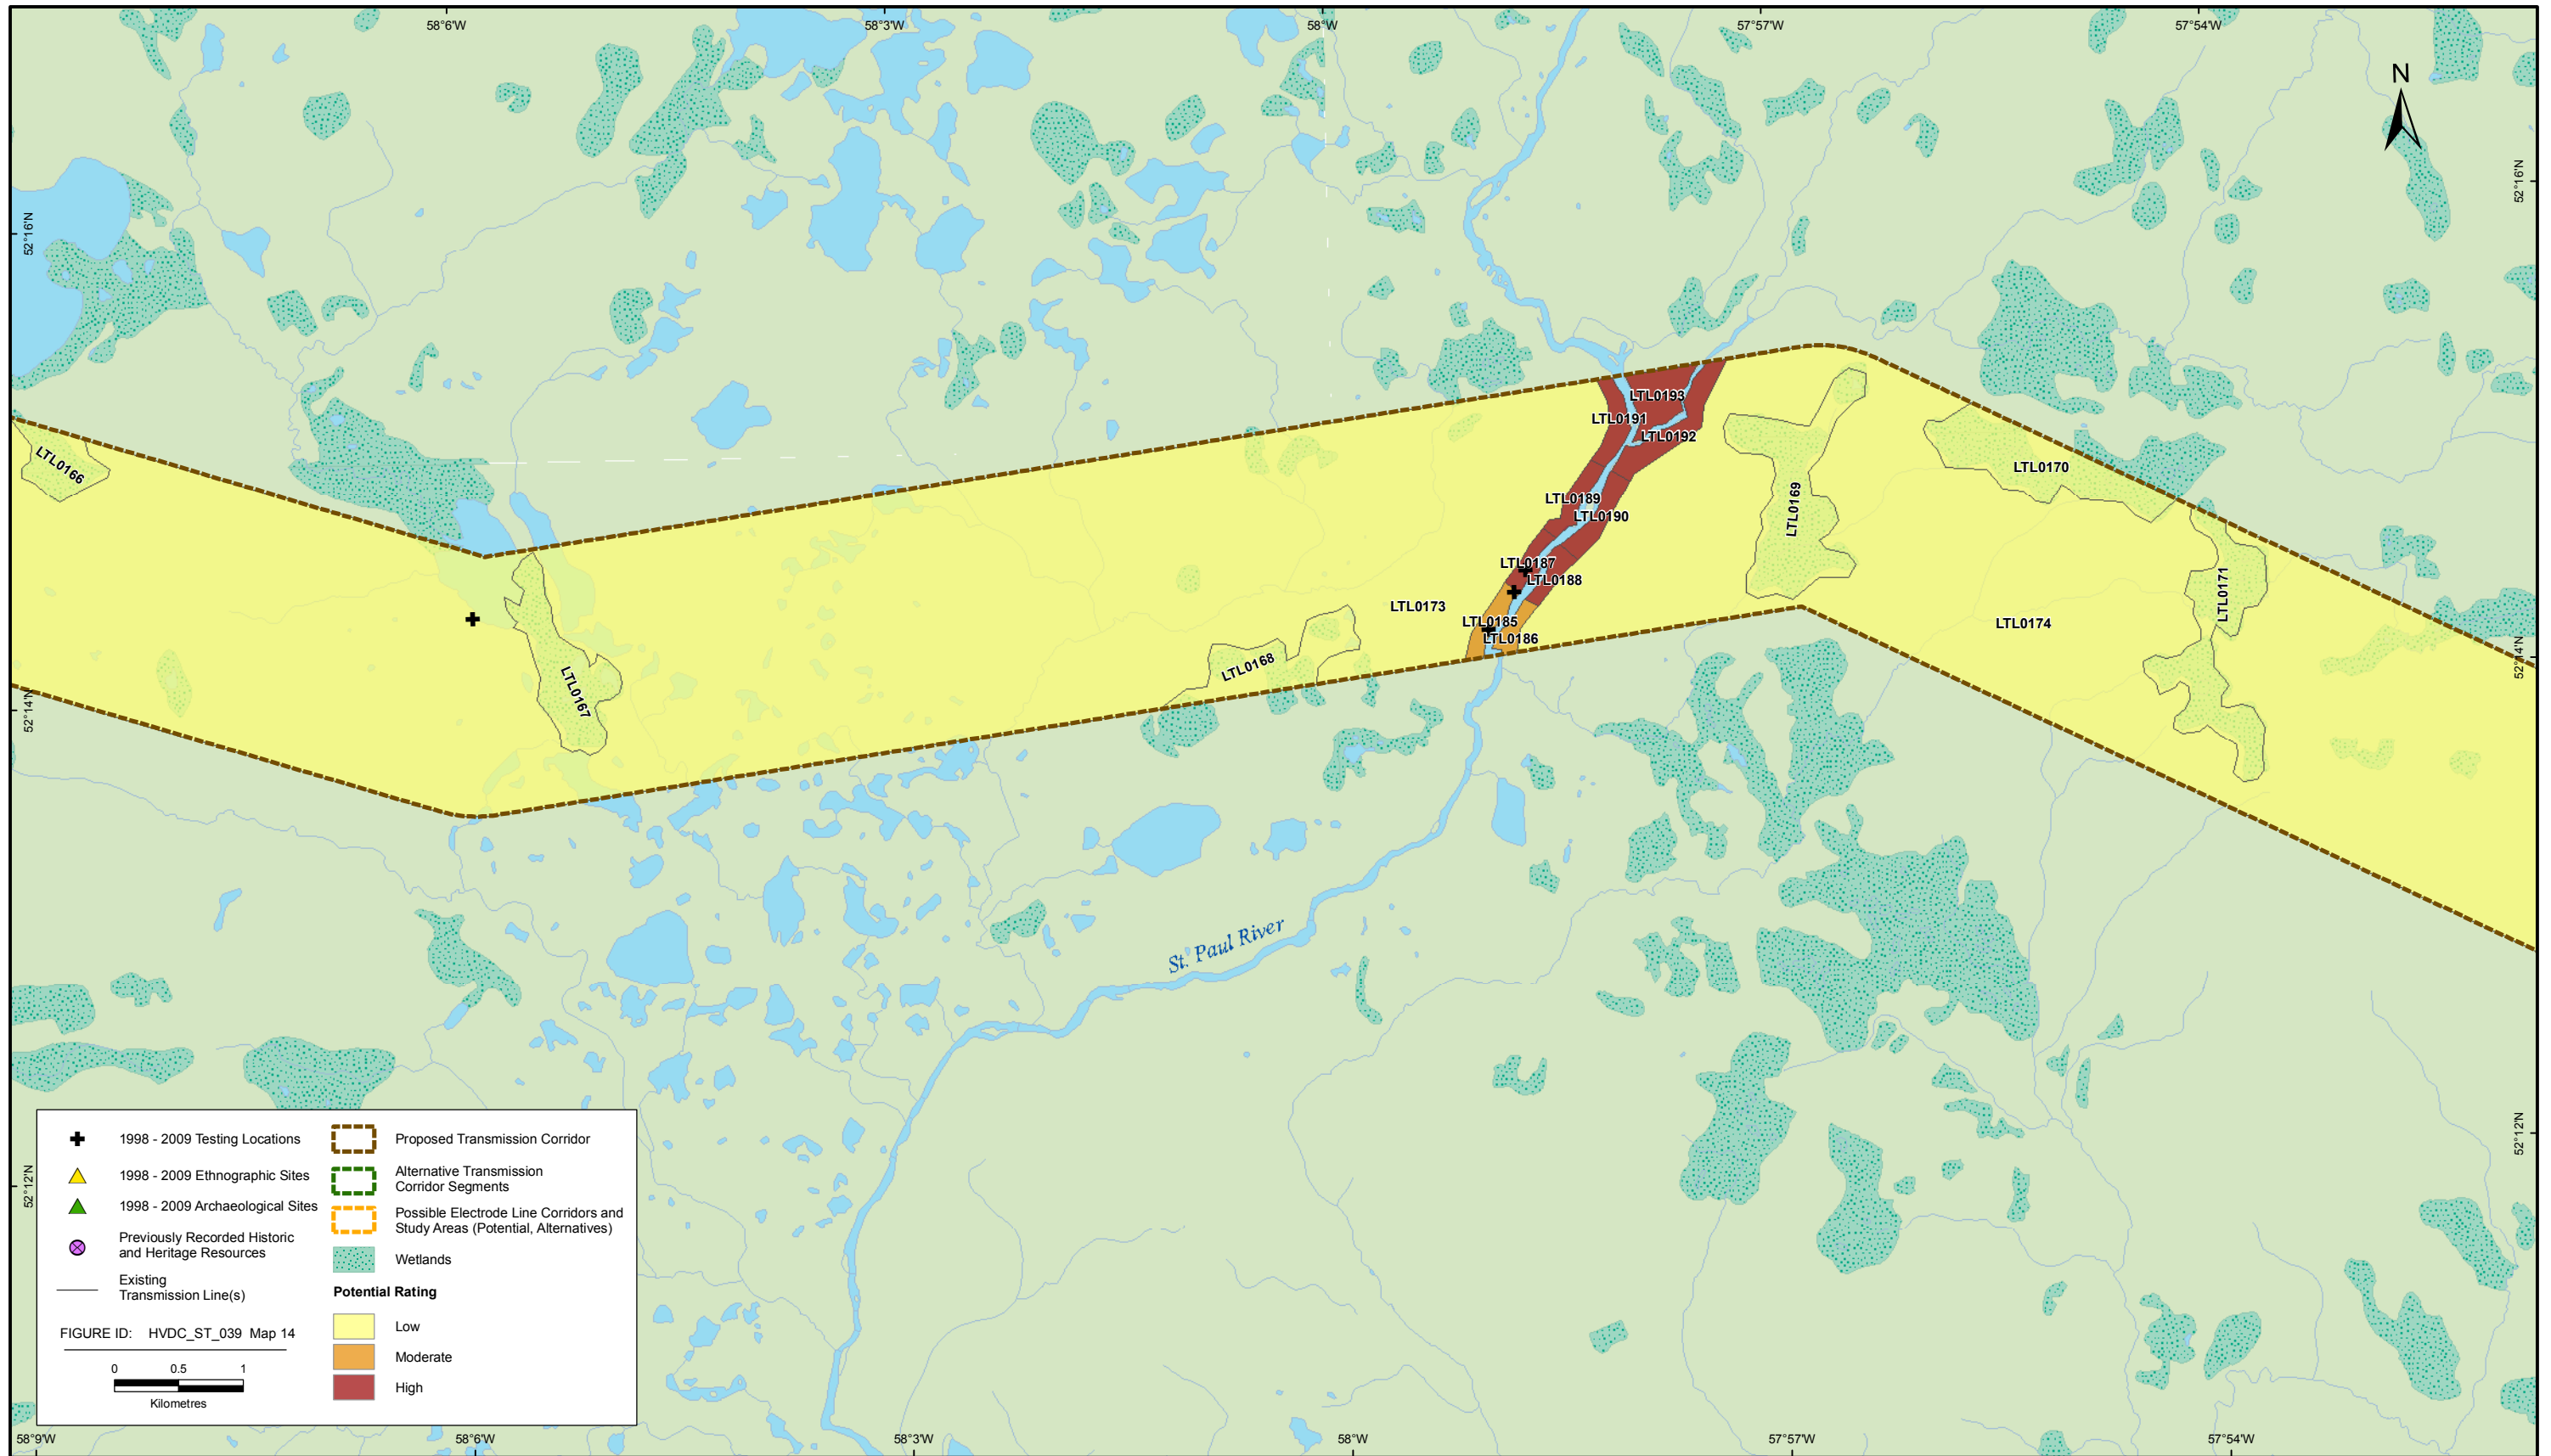 58°6'W
58°3'W
58°W
57°57'W
57°54'W
N
52°16'N
52°16'N
LTL0193
LTL0191
LTL0192
LTL0166
LTL0170
LTL0169
LTL0189
LTL0190
LTL0187
LTL0188
LTL0171
LTL0173
LTL0185
LTL0174
LTL0186
LTL0168
LTL0167
52°14'N
52°14'N
St. Paul River
52°12'N
52°12'N
1998 - 2009 Testing Locations
1998 - 2009 Ethnographic Sites
1998 - 2009 Archaeological Sites
Previously Recorded Historic
and Heritage Resources
Existing
Transmission Line(s)
FIGURE ID: HVDC_ST_039 Map 14
0 0.5 1
Kilometres
Proposed Transmission Corridor
Alternative Transmission
Corridor Segments
Possible Electrode Line Corridors and
Study Areas (Potential, Alternatives)
Wetlands
Potential Rating
Low
Moderate
High
58°9'W
58°6'W
58°3'W
58°W
57°57'W
57°54'W